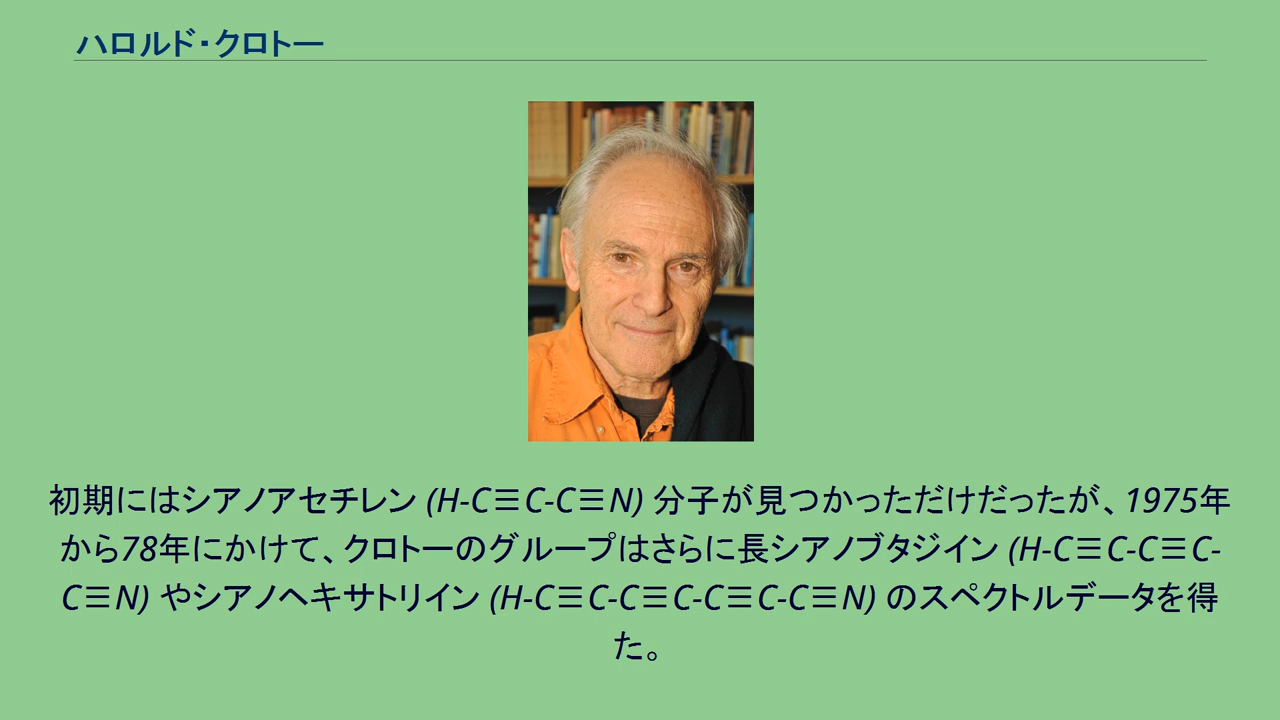 ハロルド・クロトー
初期にはシアノアセチレン (H-C≡C-C≡N) 分子が見つかっただけだったが、1975年
から78年にかけて、クロトーのグループはさらに長シアノブタジイン (H-C≡C-C≡C-
C≡N) やシアノヘキサトリイン (H-C≡C-C≡C-C≡C-C≡N) のスペクトルデータを得
た。